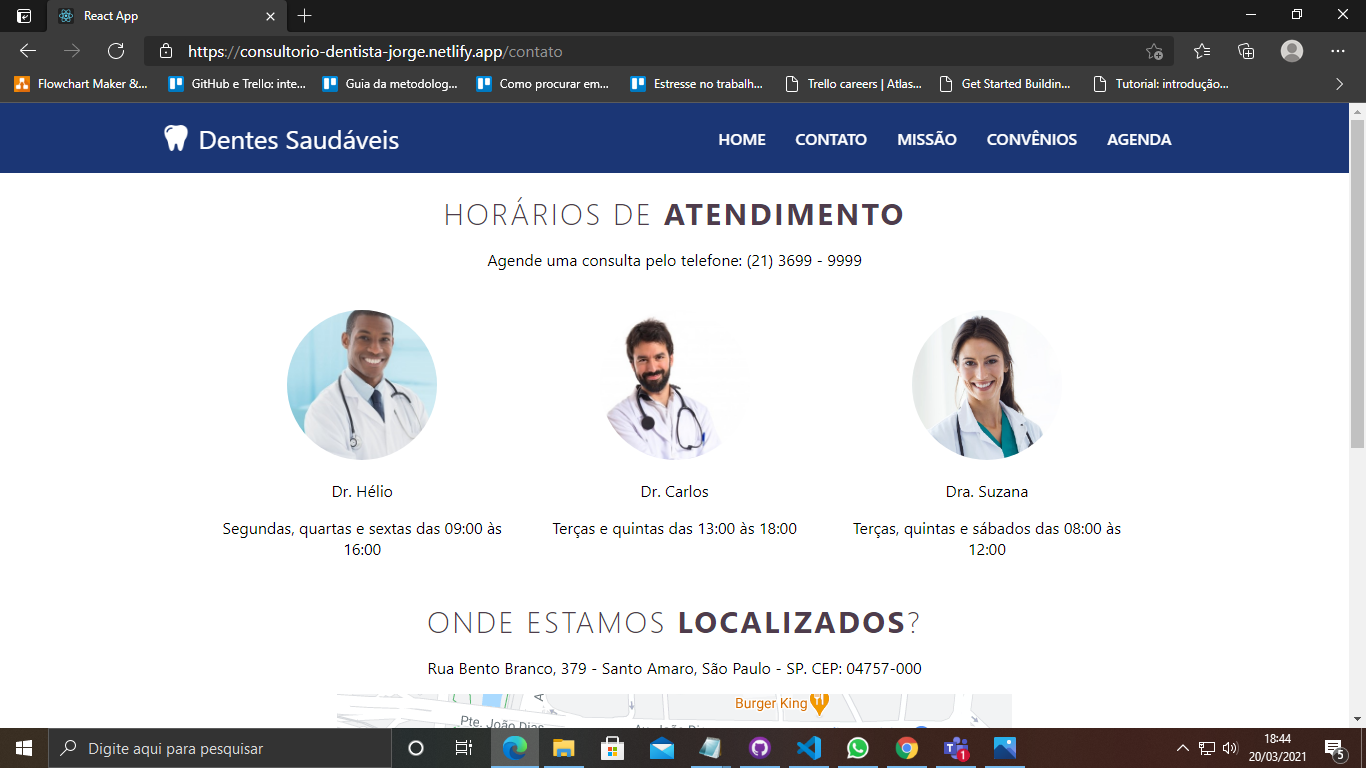 React App
https://consultorio-dentista-jorge.netlify.app/contato
Flowchart Maker &...
GitHub e Trello: inte...
Guia da metodolog...
Como procurar em...
Estresse no trabalh...
Trello careers | Atlas...
Get Started Buildin...
Tutorial: introdução...
Dentes Saudáveis
HOME
CONTATO
MISSÃO
CONVÊNIOS
AGENDA
HORÁRIOS DE ATENDIMENTO
Agende uma consulta pelo telefone: (21) 3699 - 9999
Dr. Hélio
Segundas, quartas e sextas das 09:00 às
16:00
Dr. Carlos
Terças e quintas das 13:00 às 18:00
Dra. Suzana
Terças, quintas e sábados das 08:00 às
12:00
ONDE ESTAMOS LOCALIZADOS?
Rua Bento Branco, 379 - Santo Amaro, São Paulo - SP. CEP: 04757-000
Burger King
Pte. João Dias
Digite aqui para pesquisar
1
18:44
20/03/2021
5